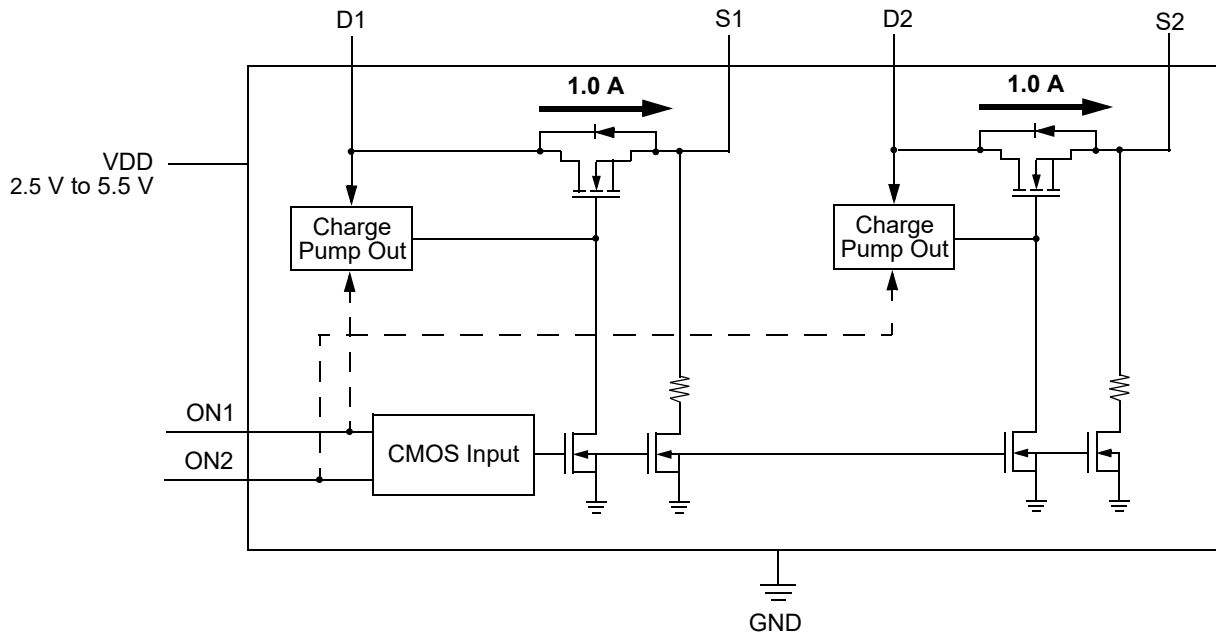 D1
S1
D2
S2
1.0 A
1.0 A
VDD
2.5 V to 5.5 V
Charge
Pump Out
Charge
Pump Out
ON1
ON2
CMOS Input
GND